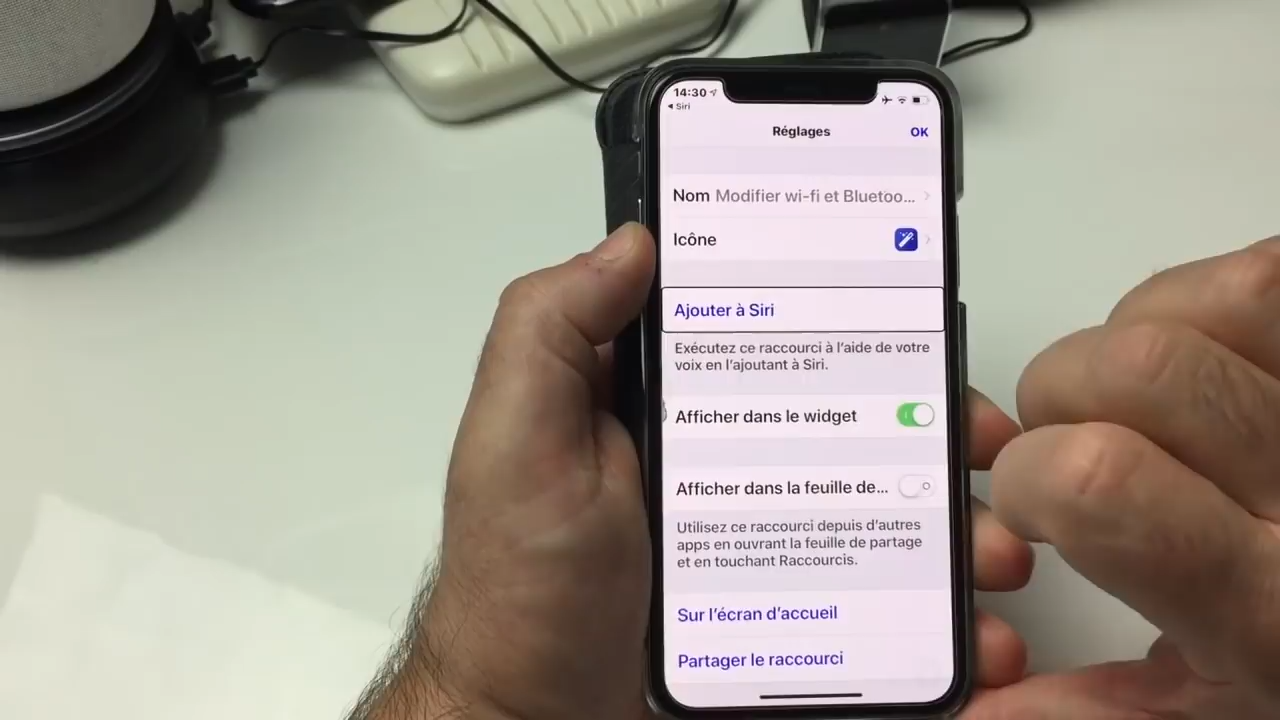 14:30
Siri
Réglages
OK
Nom Modifier wi-fi et Bluetoo...
Icône
Ajouter à Siri
Exécutez ce raccourci à l'aide de votre
voix en l'ajoutant à Siri.
Afficher dans le widget
Afficher dans la feuille de...
Utilisez ce raccourci depuis d'autres
apps en ouvrant la feuille de partage
et en touchant Raccourcis.
Sur l'écran d'accueil
Partager le raccourci